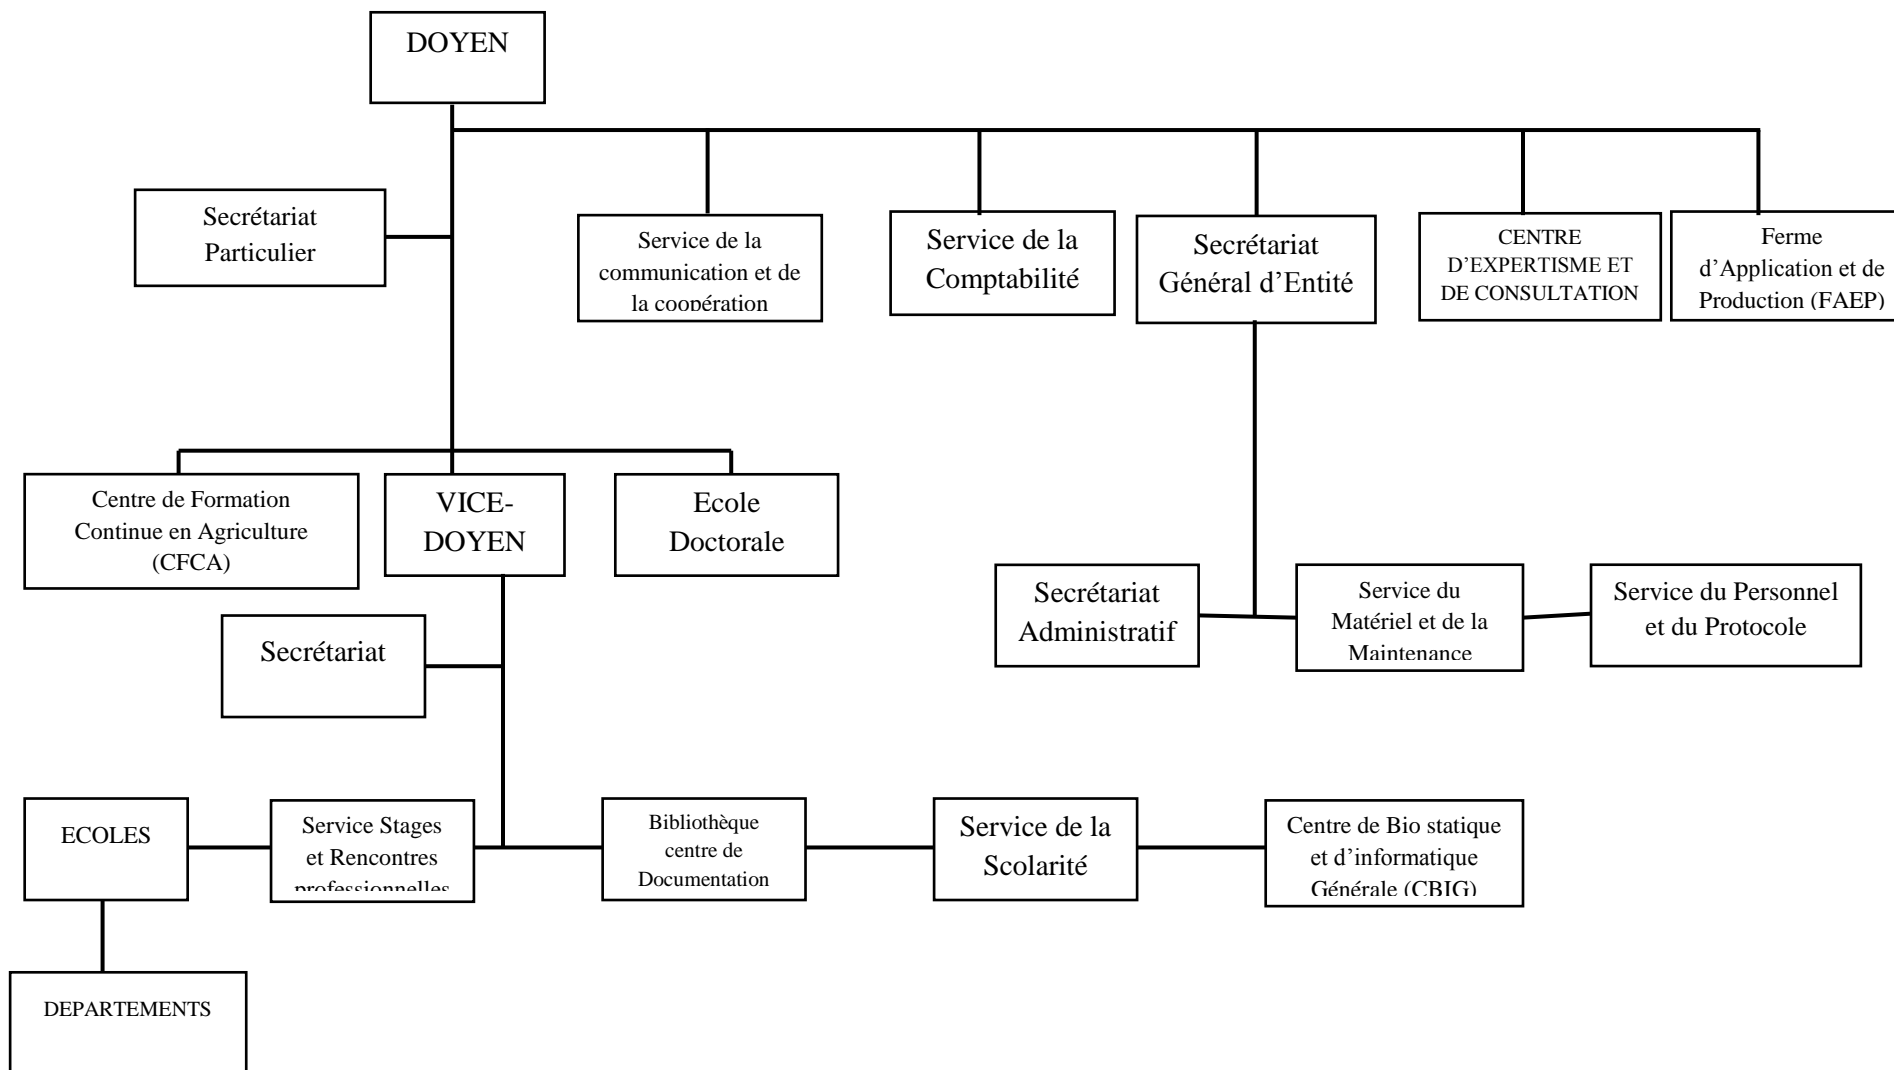 DOYEN
Secrétariat
Particulier
Service de la
communication et de
la coopération
Service de la
Comptabilité
Secrétariat
Général d’Entité
CENTRE
D’EXPERTISME ET
DE CONSULTATION
Ferme
d’Application et de
Production (FAEP)
Centre de Formation
Continue en Agriculture
(CFCA)
VICE-
DOYEN
Ecole
Doctorale
Secrétariat
Administratif
Service du
Matériel et de la
Maintenance
Service du Personnel
et du Protocole
Secrétariat
ECOLES
Service Stages
et Rencontres
professionnelles
Bibliothèque
centre de
Documentation
Service de la
Scolarité
Centre de Bio statique
et d’informatique
Générale (CBIG)
DEPARTEMENTS